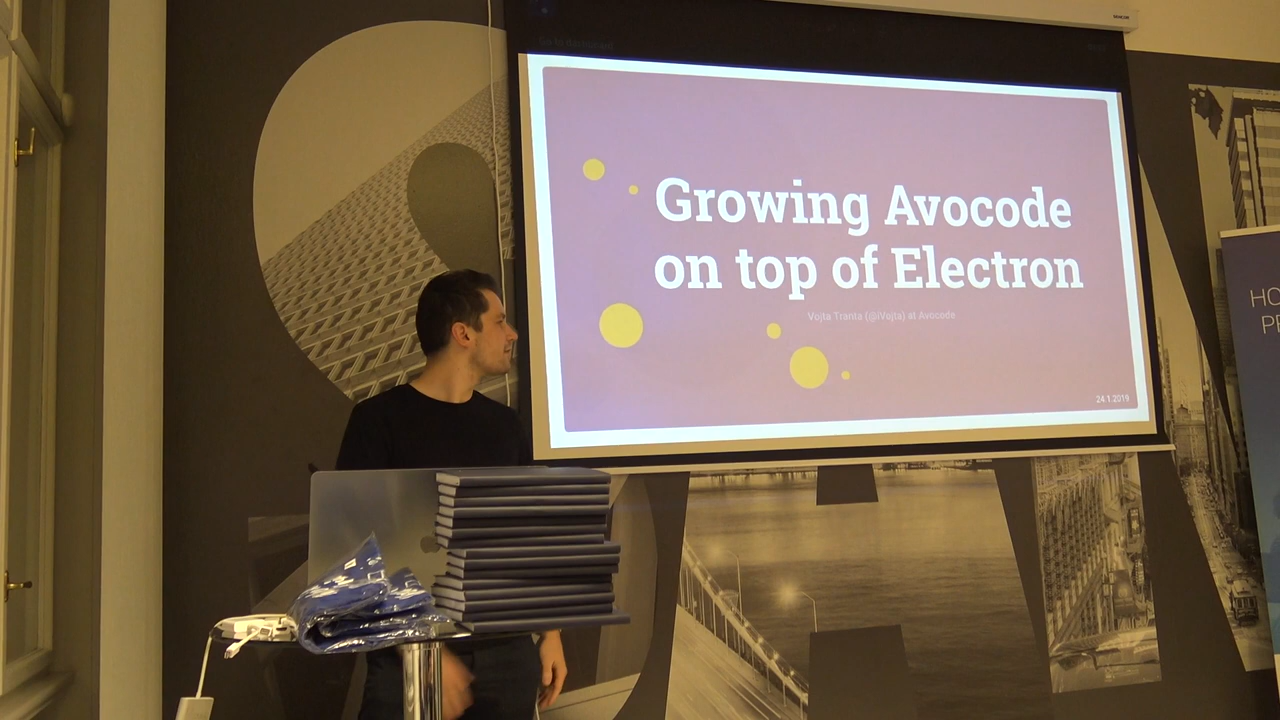 Growing Avocode
on top of Electron
Vojta Tranta (@iVojta) at Avocode
24.1.2019